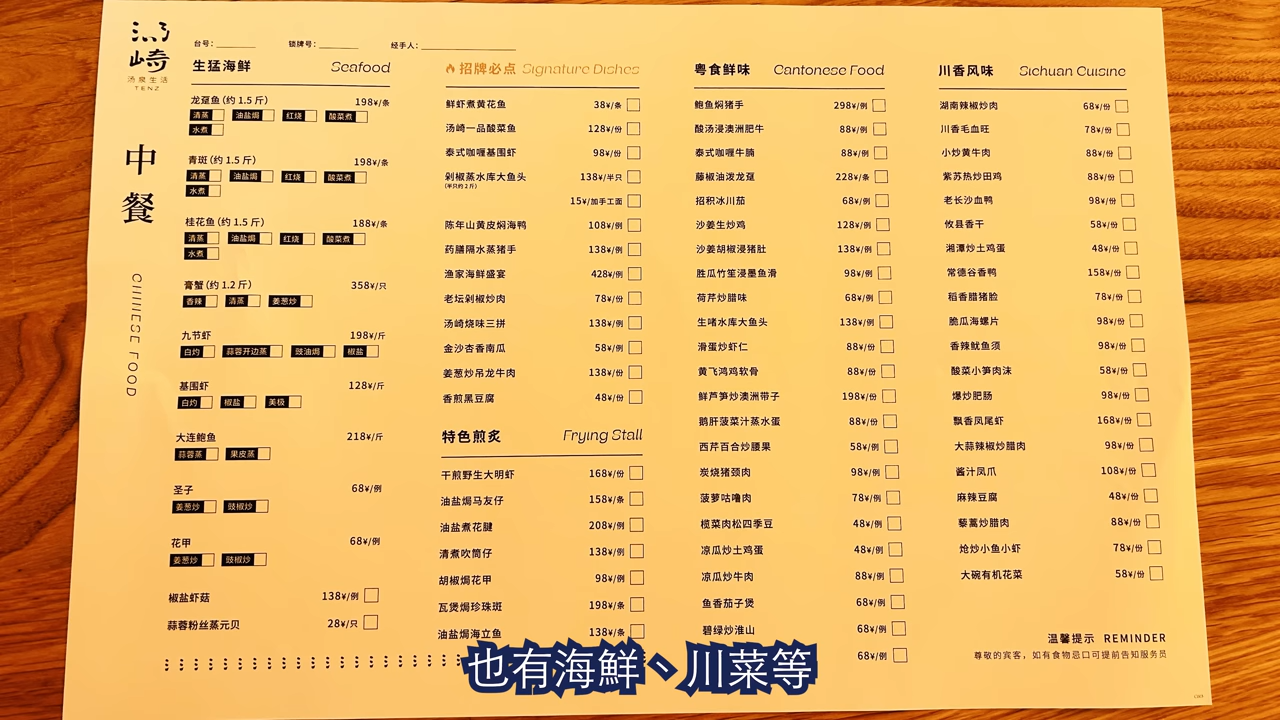 汤崎
汤泉生活
TENZ
中餐
CHINESE FOOD
台号：
锁牌号：
经手人：
生猛海鲜 Seafood
龙趸鱼(约 1.5 斤) 198¥/条
清蒸 油盐焗 红烧 酸菜煮
水煮
青斑(约 1.5 斤) 198¥/条
清蒸 油盐焗 红烧 酸菜煮
水煮
桂花鱼(约 1.5 斤) 188¥/条
清蒸 油盐焗 红烧 酸菜煮
水煮
膏蟹(约 1.2 斤) 358¥/只
香辣 清蒸 姜葱炒
九节虾 198¥/斤
白灼 蒜蓉开边蒸 豉油焗 椒盐
基围虾 128¥/斤
白灼 椒盐 美极
大连鲍鱼 218¥/斤
蒜蓉蒸 果皮蒸
圣子 68¥/例
姜葱炒 豉椒炒
花甲 68¥/例
姜葱炒 豉椒炒
椒盐虾菇 138¥/例
蒜蓉粉丝蒸元贝 28¥/只
招牌必点 Signature Dishes
鲜虾煮黄花鱼 38¥/条
汤崎一品酸菜鱼 128¥/份
泰式咖喱基围虾 98¥/份
剁椒蒸水库大鱼头 138¥/半只
(半只约 2 斤)
15¥/加手工面
陈年山黄皮焖海鸭 108¥/例
药膳隔水蒸猪手 138¥/例
渔家海鲜盛宴 428¥/例
老坛剁椒炒肉 78¥/份
汤崎烧味三拼 138¥/例
金沙杏香南瓜 58¥/例
姜葱炒吊龙牛肉 138¥/份
香煎黑豆腐 48¥/份
特色煎炙 Frying Stall
干煎野生大明虾 168¥/份
油盐焗马友仔 158¥/条
油盐煮花腱 208¥/例
清煮吹筒仔 138¥/例
胡椒焗花甲 98¥/例
瓦煲焗珍珠斑 198¥/条
油盐焗海立鱼 138¥/条
粤食鲜味 Cantonese Food
鲍鱼焖猪手 298¥/例
酸汤浸澳洲肥牛 88¥/例
泰式咖喱牛腩 88¥/例
藤椒油泼龙趸 228¥/条
招积冰川茄 68¥/例
沙姜生炒鸡 128¥/例
沙姜胡椒浸猪肚 138¥/例
胜瓜竹笙浸墨鱼滑 98¥/例
荷芹炒腊味 68¥/例
生啫水库大鱼头 138¥/例
滑蛋炒虾仁 88¥/份
黄飞鸿鸡软骨 88¥/例
鲜芦笋炒澳洲带子 198¥/份
鹅肝菠菜汁蒸水蛋 88¥/份
西芹百合炒腰果 58¥/例
炭烧猪颈肉 98¥/例
菠萝咕噜肉 78¥/例
榄菜肉松四季豆 48¥/例
凉瓜炒土鸡蛋 48¥/例
凉瓜炒牛肉 88¥/例
鱼香茄子煲 68¥/例
碧绿炒淮山 68¥/例
68¥/份
川香风味 Sichuan Cuisine
湖南辣椒炒肉 68¥/份
川香毛血旺 78¥/份
小炒黄牛肉 88¥/份
紫苏热炒田鸡 88¥/份
老长沙血鸭 98¥/份
攸县香干 58¥/份
湘潭炒土鸡蛋 48¥/份
常德谷香鸭 158¥/份
稻香腊猪脸 78¥/份
脆瓜海螺片 98¥/份
香辣鱿鱼须 98¥/份
酸菜小笋肉沫 58¥/份
爆炒肥肠 98¥/份
飘香凤尾虾 168¥/份
大蒜辣椒炒腊肉 98¥/份
酱汁凤爪 108¥/份
麻辣豆腐 48¥/份
藜蒿炒腊肉 88¥/份
炝炒小鱼小虾 78¥/份
大碗有机花菜 58¥/份
温馨提示 REMINDER
尊敬的宾客，如有食物忌口可提前告知服务员
也有海鮮、川菜等